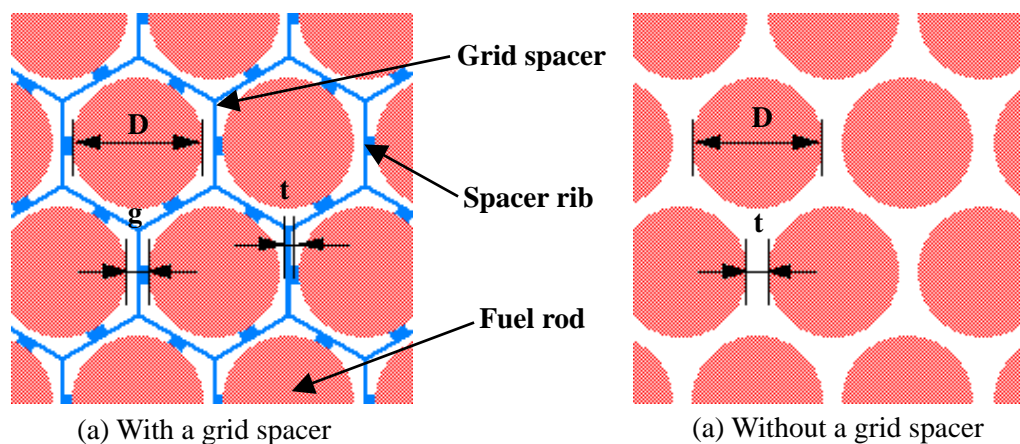 Grid spacer
D
D
t
Spacer rib
g
t
Fuel rod
(a) With a grid spacer
(a) Without a grid spacer